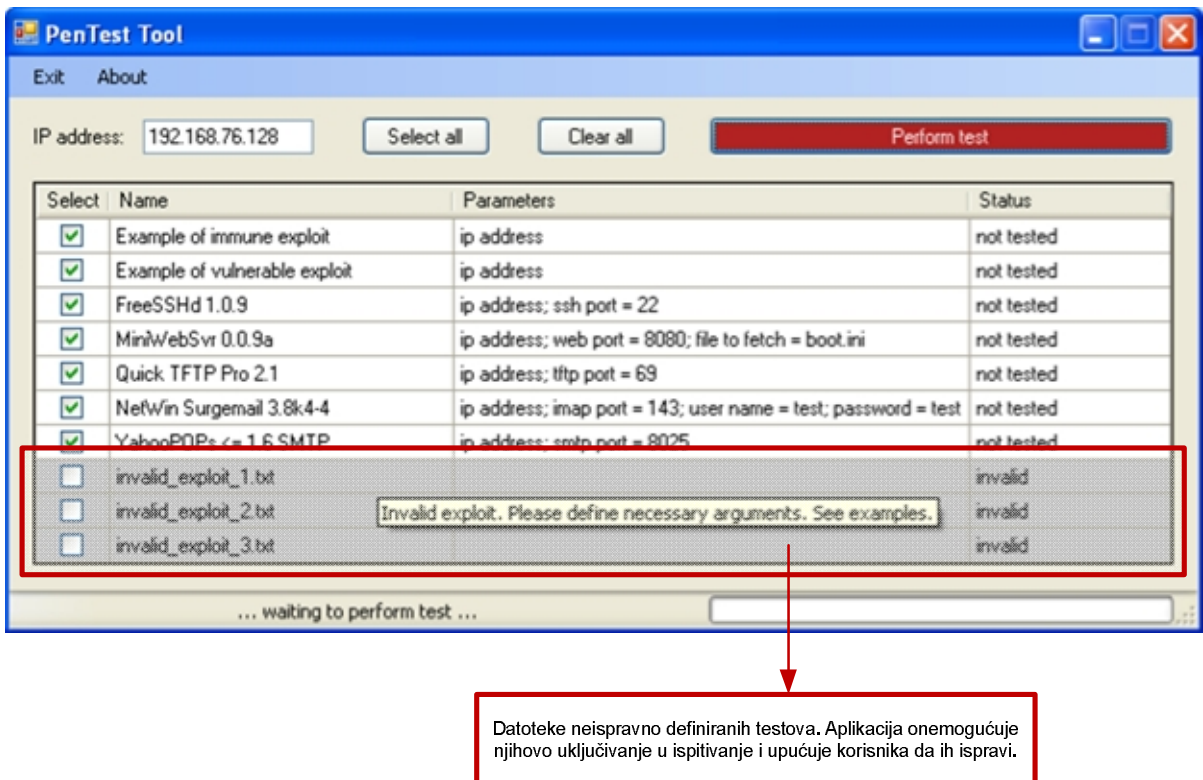 PenTest Tool
Exit About
IP address: 192.168.76.128 Select all Clear all Perform test
Select Name Parameters Status
Example of immune exploit ip address not tested
Example of vulnerable exploit ip address not tested
FreeSSHd 1.0.9 ip address; ssh port = 22 not tested
MiniWebSvr 0.0.9a ip address; web port = 8080; file to fetch = boot.ini not tested
Quick TFTP Pro 2.1 ip address; tftp port = 69 not tested
NetWin Surgemail 3.8k4-4 ip address; imap port = 143; user name = test; password = test not tested
YahooPOPs <= 1.6 SMTP ip address; smtp port = 8025 not tested
invalid_exploit_1.txt invalid
invalid_exploit_2.txt Invalid exploit. Please define necessary arguments. See examples. invalid
invalid_exploit_3.txt invalid
... waiting to perform test ...
Datoteke neispravno definiranih testova. Aplikacija onemogućuje
njihovo uključivanje u ispitivanje i upućuje korisnika da ih ispravi.